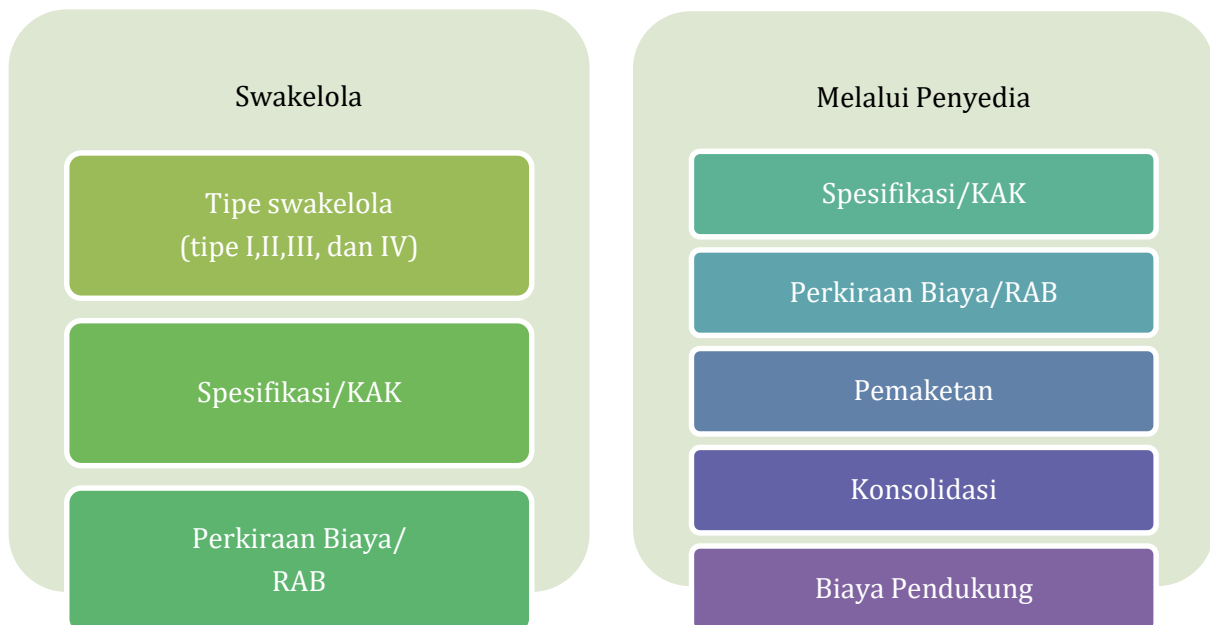 Swakelola
Tipe swakelola
(tipe I,II,III, dan IV)
Spesifikasi/KAK
Perkiraan Biaya/
RAB
Melalui Penyedia
Spesifikasi/KAK
Perkiraan Biaya/RAB
Pemaketan
Konsolidasi
Biaya Pendukung